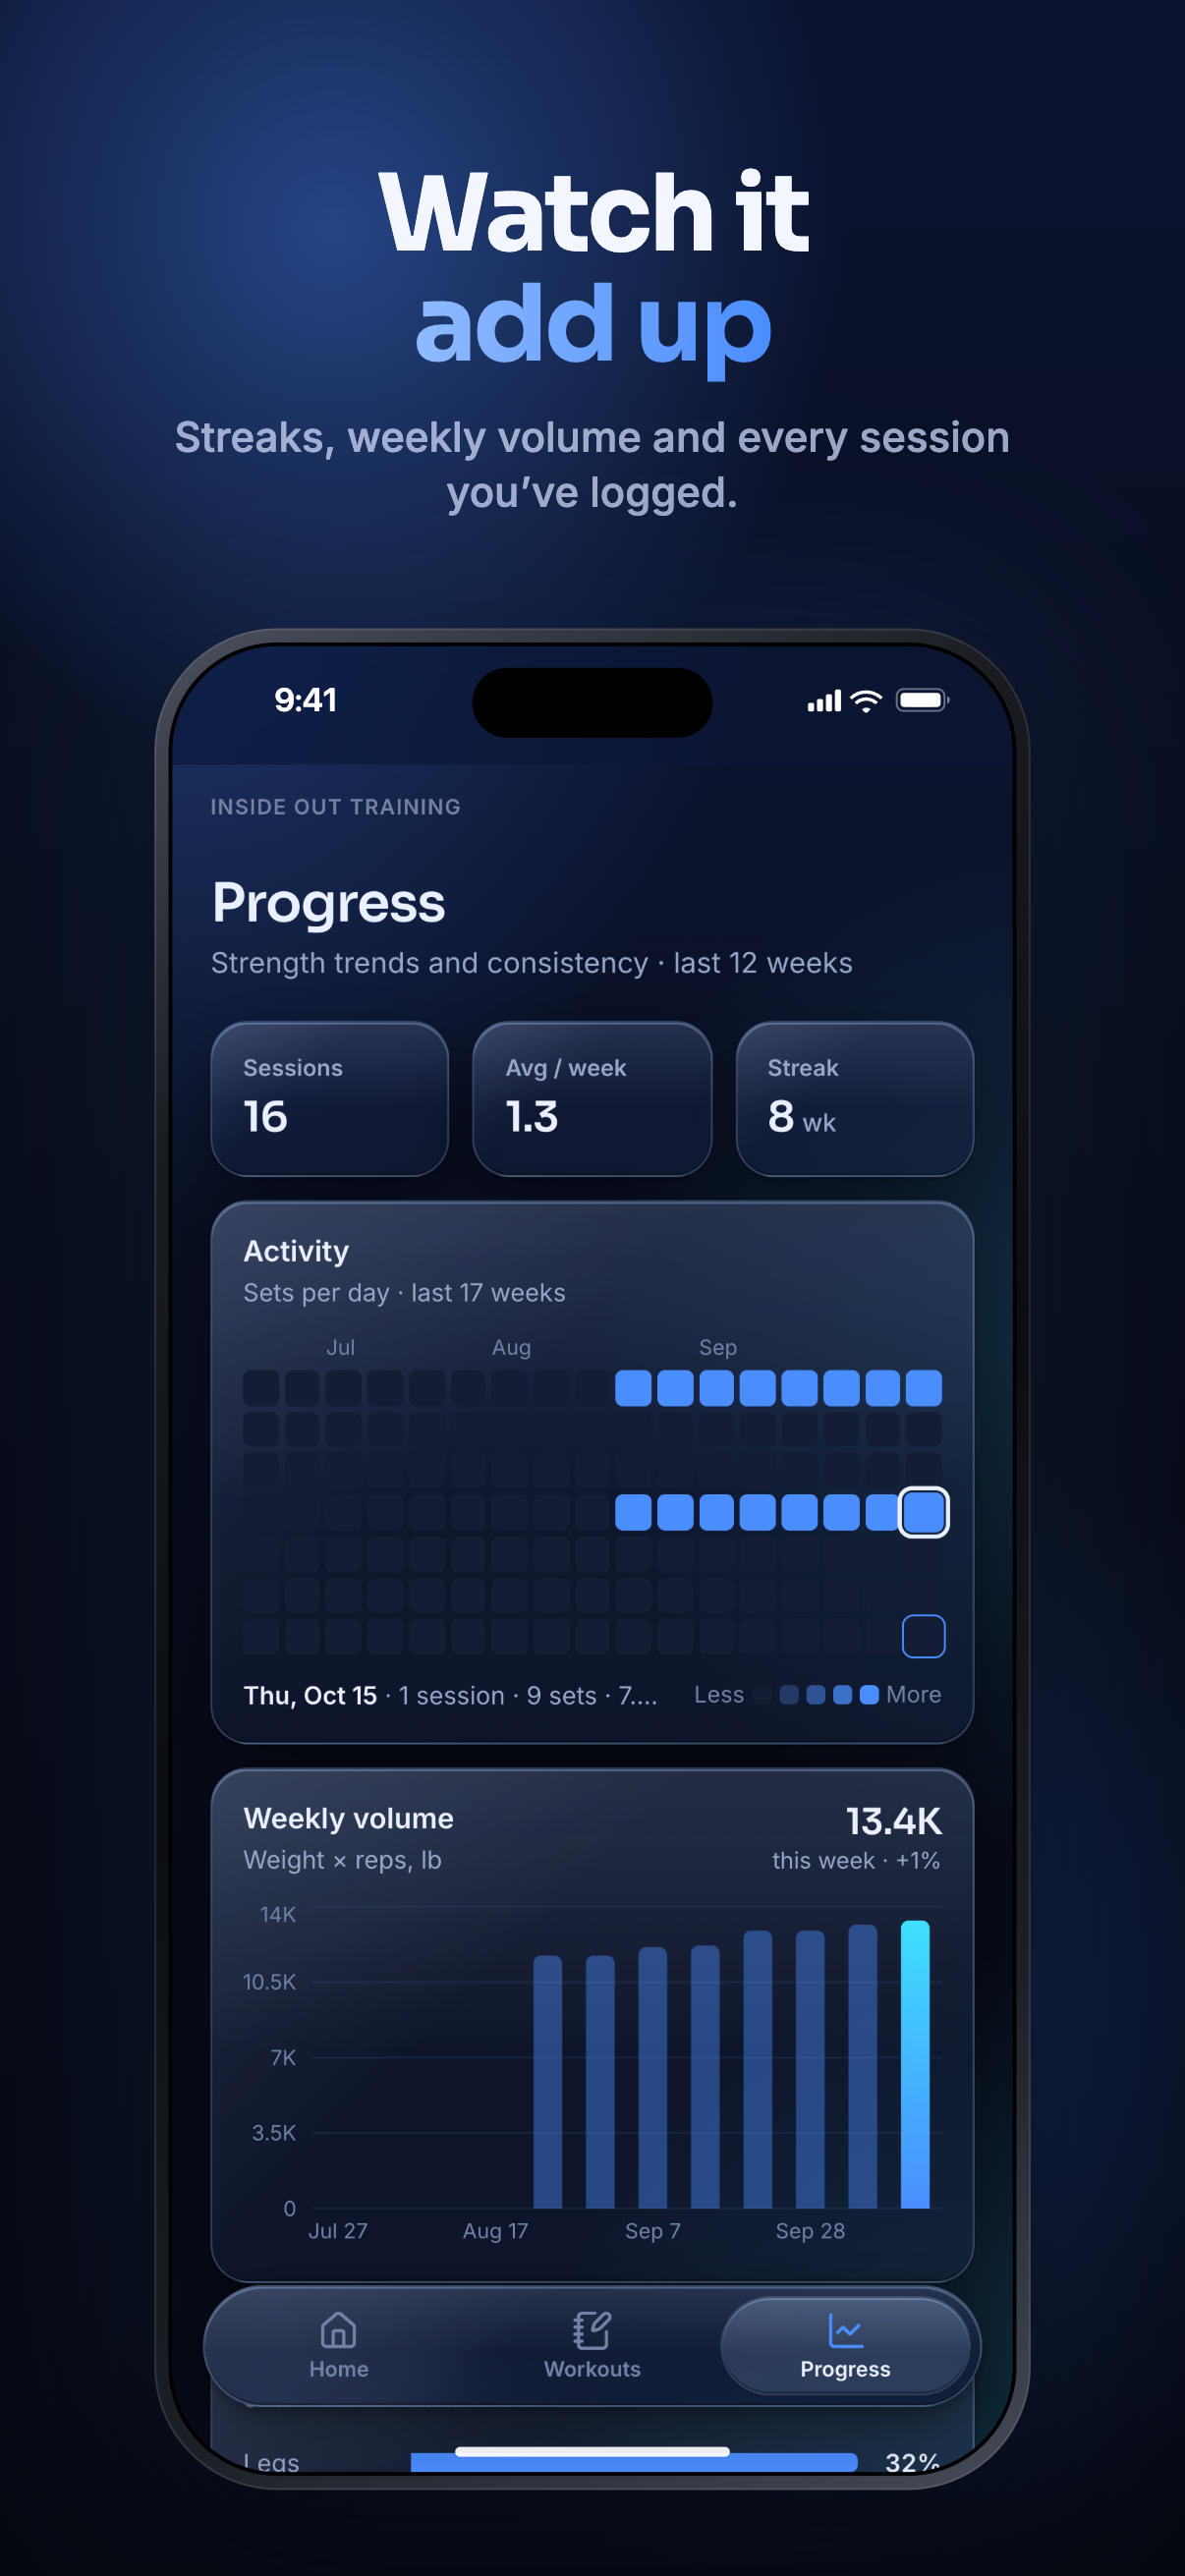 Watch it
add up
Streaks, weekly volume and every session
you’ve logged.
9:41
INSIDE OUT TRAINING
Progress
Strength trends and consistency · last 12 weeks
Sessions
16
Avg / week
1.3
Streak
8 wk
Activity
Sets per day · last 17 weeks
Jul Aug Sep
Thu, Oct 15 · 1 session · 9 sets · 7.... Less More
Weekly volume 13.4K
Weight × reps, lb this week · +1%
14K
10.5K
7K
3.5K
0
Jul 27 Aug 17 Sep 7 Sep 28
Home Workouts Progress
Legs 32%